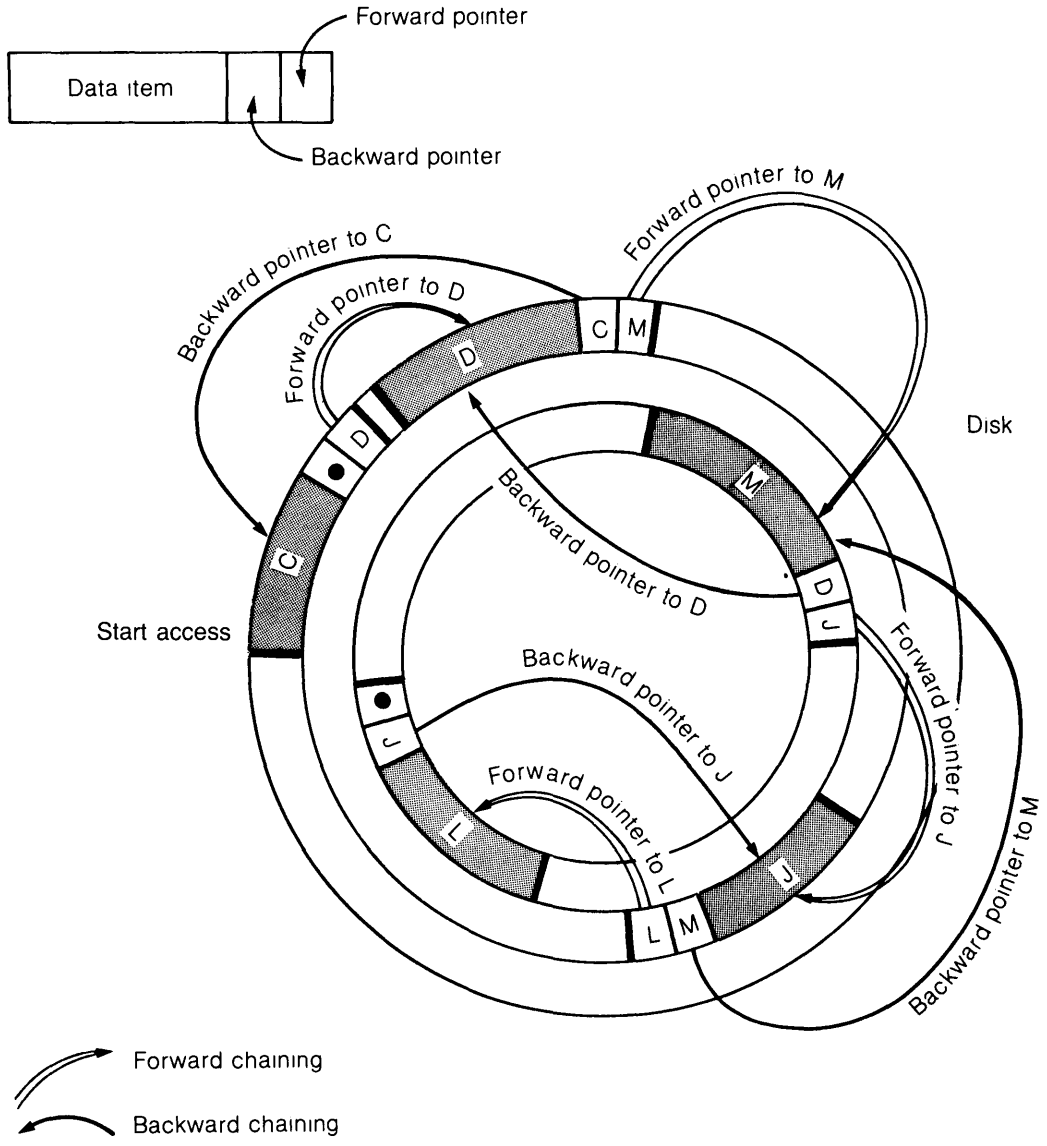 Forward pointer
Data item
Backward pointer
Forward pointer to M
Backward pointer to C
Forward pointer to D
C M
D
D
●
M
Disk
C
Backward pointer to D
D
J
Start access
Forward pointer to J
Backward pointer to J
●
J
Forward pointer to L
L
J
L M
Backward pointer to M
Forward chaining
Backward chaining